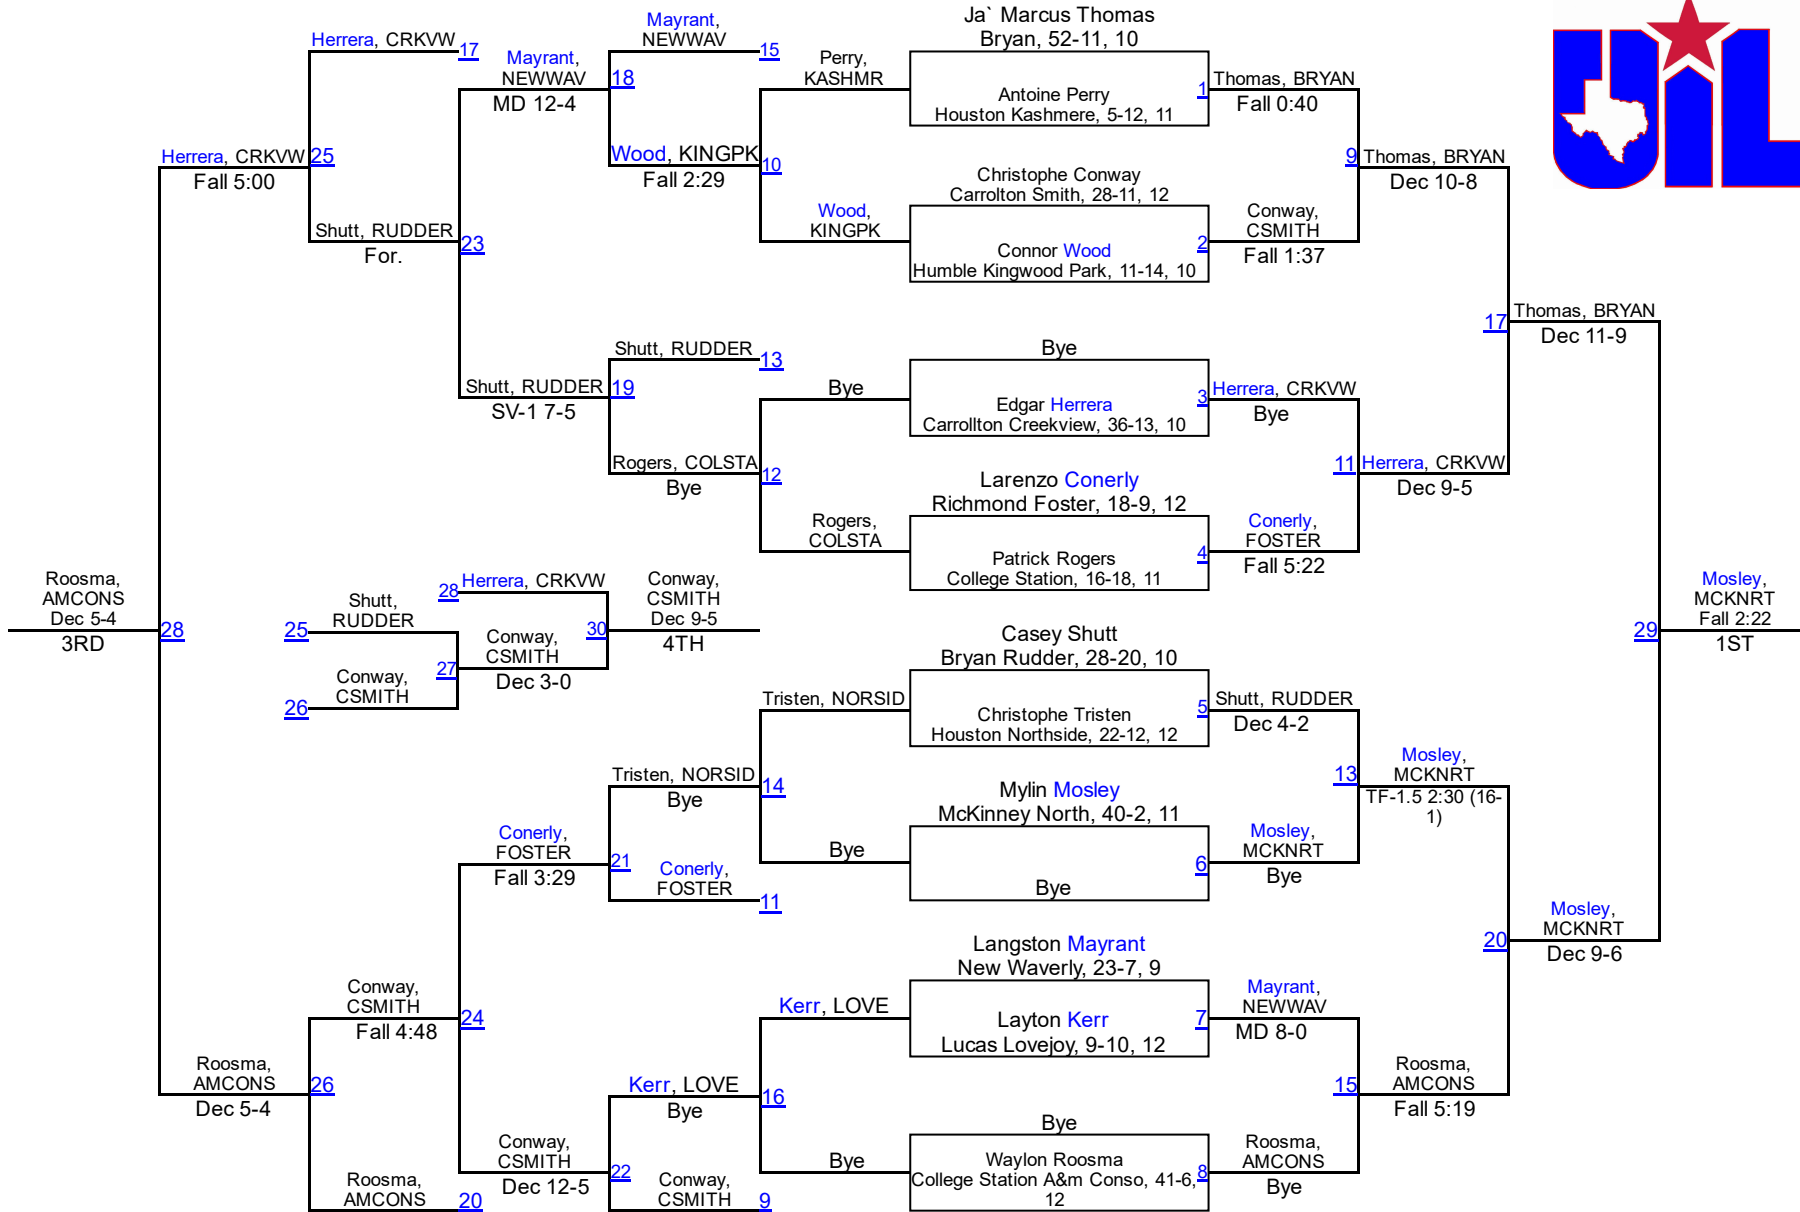 Ja` Marcus Thomas
Bryan, 52-11, 10
Antoine Perry
Houston Kashmere, 5-12, 11
1
Christophe Conway
Carrolton Smith, 28-11, 12
Connor Wood
Humble Kingwood Park, 11-14, 10
2
Bye
Edgar Herrera
Carrollton Creekview, 36-13, 10
3
Larenzo Conerly
Richmond Foster, 18-9, 12
Patrick Rogers
College Station, 16-18, 11
4
Casey Shutt
Bryan Rudder, 28-20, 10
Christophe Tristen
Houston Northside, 22-12, 12
5
Mylin Mosley
McKinney North, 40-2, 11
Bye
6
Langston Mayrant
New Waverly, 23-7, 9
Layton Kerr
Lucas Lovejoy, 9-10, 12
7
Bye
Waylon Roosma
College Station A&m Conso, 41-6,
12
8
Thomas, BRYAN
Fall 0:40
Conway,
CSMITH
Fall 1:37
Herrera, CRKVW
Bye
Conerly,
FOSTER
Fall 5:22
Shutt, RUDDER
Dec 4-2
Mosley,
MCKNRT
Bye
Mayrant,
NEWWAV
MD 8-0
Roosma,
AMCONS
Bye
9
Thomas, BRYAN
Dec 10-8
11
Herrera, CRKVW
Dec 9-5
13
Mosley,
MCKNRT
TF-1.5 2:30 (16-
1)
15
Roosma,
AMCONS
Fall 5:19
17
Thomas, BRYAN
Dec 11-9
20
Mosley,
MCKNRT
Dec 9-6
29
Mosley,
MCKNRT
Fall 2:22
1ST
UIL
Perry,
KASHMR
Wood,
KINGPK
Bye
Rogers,
COLSTA
Tristen, NORSID
Bye
Kerr, LOVE
Bye
Mayrant,
NEWWAV
15
Wood, KINGPK
10
Fall 2:29
Shutt, RUDDER
13
Rogers, COLSTA
12
Bye
Tristen, NORSID
14
Bye
Conerly,
FOSTER
11
Kerr, LOVE
16
Bye
Conway,
CSMITH
9
Mayrant,
NEWWAV
18
MD 12-4
Shutt, RUDDER
19
SV-1 7-5
Conerly,
FOSTER
21
Fall 3:29
Conway,
CSMITH
22
Dec 12-5
Herrera, CRKVW
17
Shutt, RUDDER
23
For.
Conway,
CSMITH
24
Fall 4:48
Roosma,
AMCONS
20
Herrera, CRKVW
25
Fall 5:00
Roosma,
AMCONS
26
Dec 5-4
Roosma,
AMCONS
Dec 5-4
28
3RD
28
Herrera, CRKVW
Shutt,
RUDDER
25
Conway,
CSMITH
26
27
Conway,
CSMITH
Dec 3-0
30
Conway,
CSMITH
Dec 9-5
4TH